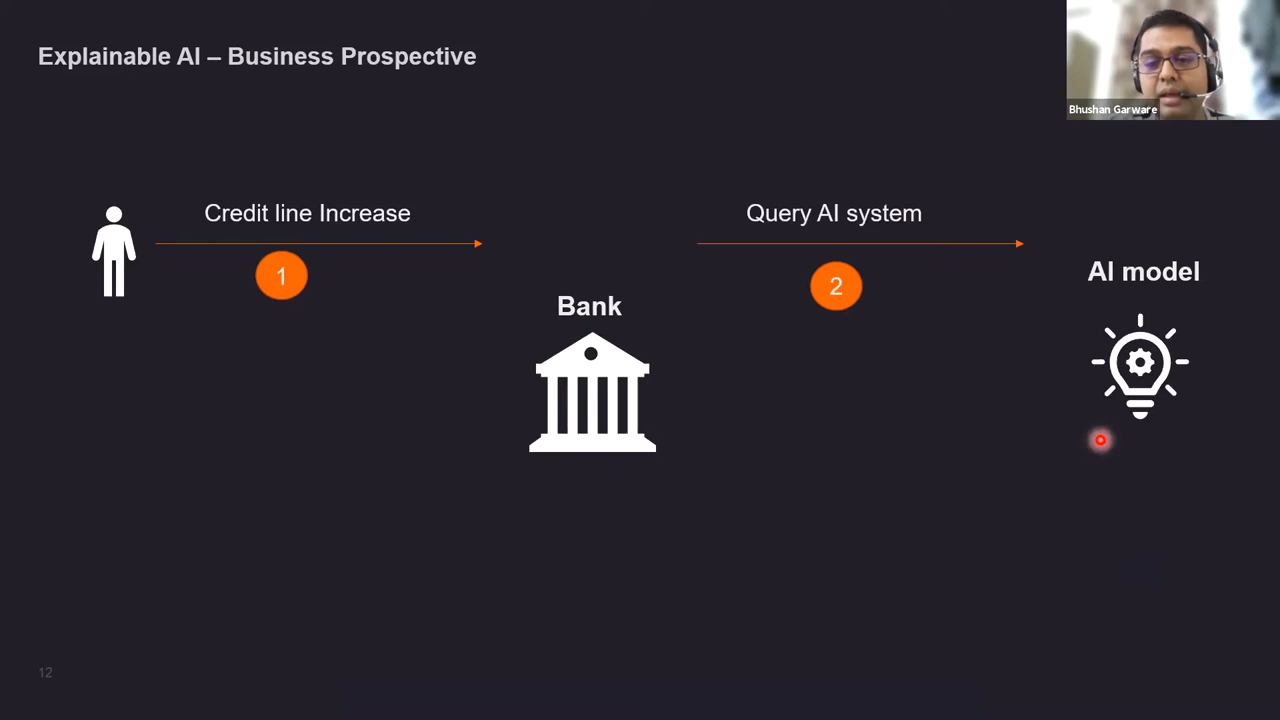 Explainable AI – Business Prospective
Bhushan Garware
Credit line Increase
Query AI system
1
2
AI model
Bank
12